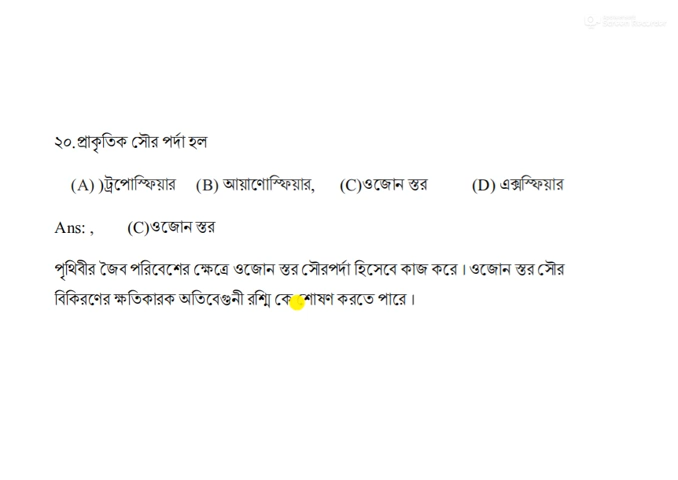 ২০.প্রাকৃতিক সৌর পর্দা হল
(A) )ট্রপোস্ফিয়ার (B) আয়াণোস্ফিয়ার, (C)ওজোন স্তর (D) এক্সস্ফিয়ার
Ans: , (C)ওজোন স্তর
পৃথিবীর জৈব পরিবেশের ক্ষেত্রে ওজোন স্তর সৌরপর্দা হিসেবে কাজ করে। ওজোন স্তর সৌর
বিকিরণের ক্ষতিকারক অতিবেগুনী রশ্মি কে শোষণ করতে পারে।